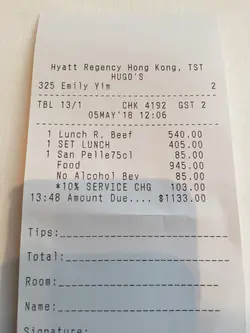 Hyatt Regency Hong Kong, TST
HUGO'S
325 Emily Yim 2
TBL 13/1 CHK 4192 GST 2
05MAY'18 12:06
1 Lunch R. Beef 540.00
1 SET LUNCH 405.00
1 San Pelle75cl 85.00
Food 945.00
No Alcohol Bev 85.00
*10% SERVICE CHG 103.00
13:48 Amount Due.... $1133.00
Tips:
Total:
Room:
Name:
Signature: